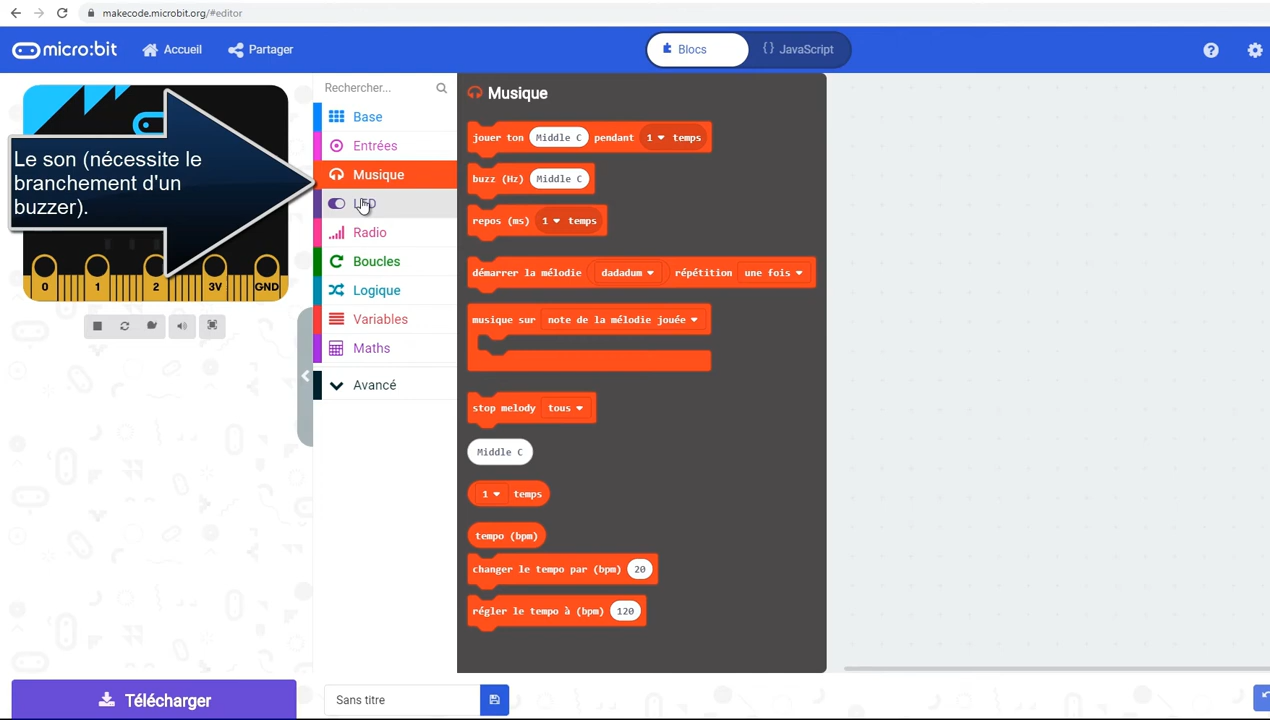 makecode.microbit.org/#editor
micro:bit
Accueil
Partager
Blocs
{} JavaScript
Le son (nécessite le
branchement d'un
buzzer).
0 1 2 3V GND
Rechercher...
Base
Entrées
Musique
LED
Radio
Boucles
Logique
Variables
Maths
Avancé
Musique
jouer ton Middle C pendant 1 temps
buzz (Hz) Middle C
repos (ms) 1 temps
démarrer la mélodie dadadum répétition une fois
musique sur note de la mélodie jouée
stop melody tous
Middle C
1 temps
tempo (bpm)
changer le tempo par (bpm) 20
régler le tempo à (bpm) 120
Télécharger
Sans titre